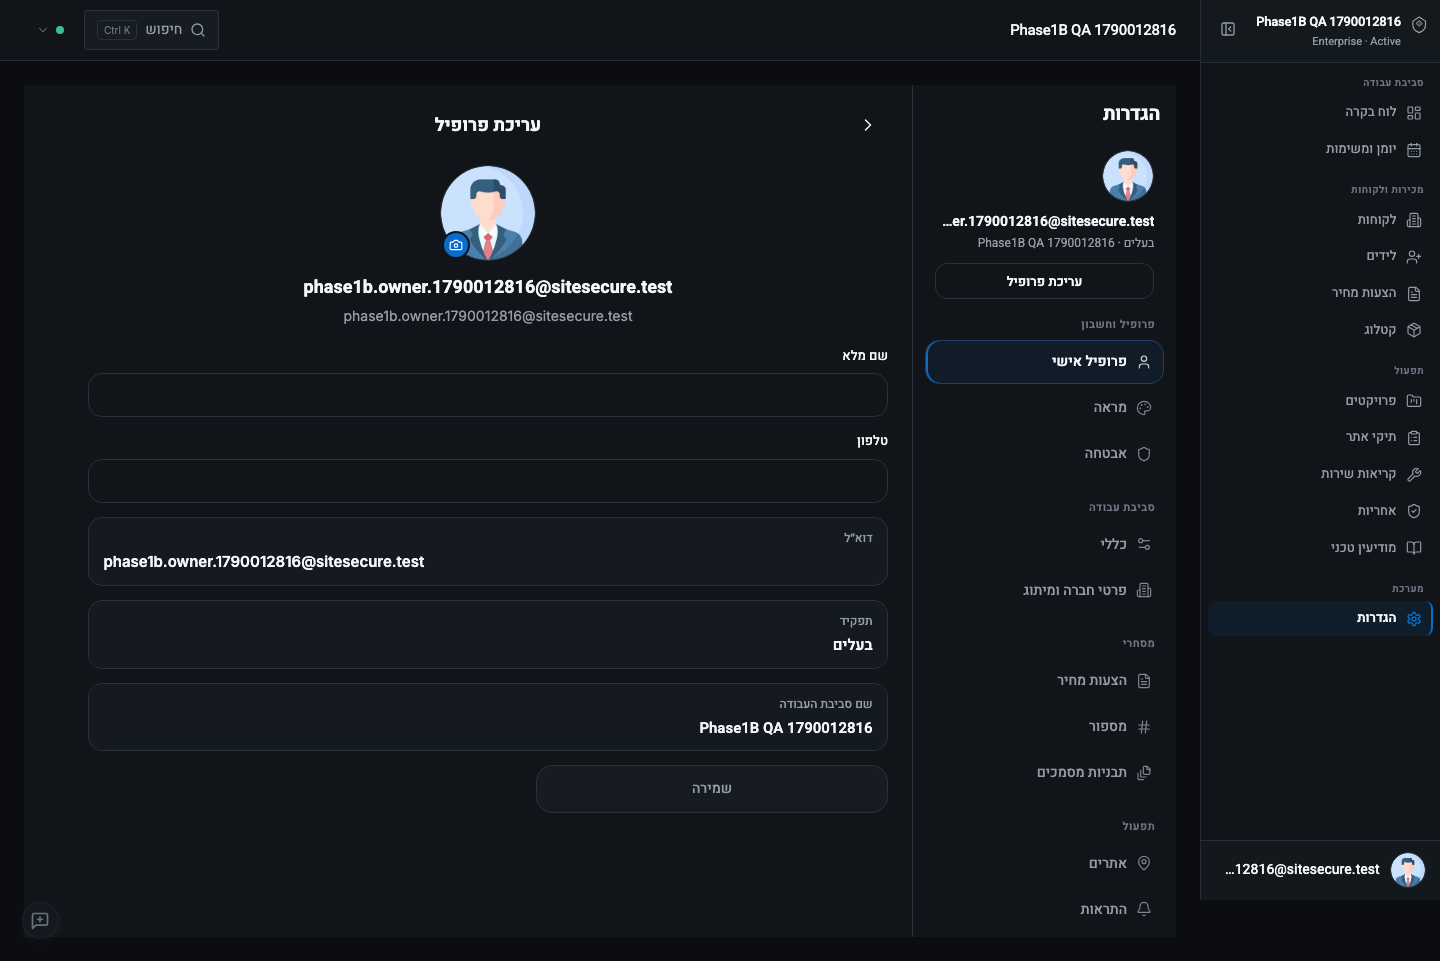 Phase1B QA 1790012816
Enterprise · Active
סביבת עבודה
לוח בקרה
יומן ומשימות
מכירות ולקוחות
לקוחות
לידים
הצעות מחיר
קטלוג
תפעול
פרויקטים
תיקי אתר
קריאות שירות
אחריות
מודיעין טכני
מערכת
הגדרות
...12816@sitesecure.test
Phase1B QA 1790012816
חיפוש
Ctrl K
הגדרות
...er.1790012816@sitesecure.test
בעלים · Phase1B QA 1790012816
עריכת פרופיל
פרופיל וחשבון
פרופיל אישי
מראה
אבטחה
סביבת עבודה
כללי
פרטי חברה ומיתוג
מסחרי
הצעות מחיר
מספור
תבניות מסמכים
תפעול
אתרים
התראות
עריכת פרופיל
phase1b.owner.1790012816@sitesecure.test
phase1b.owner.1790012816@sitesecure.test
שם מלא
טלפון
דוא״ל
phase1b.owner.1790012816@sitesecure.test
תפקיד
בעלים
שם סביבת העבודה
Phase1B QA 1790012816
שמירה